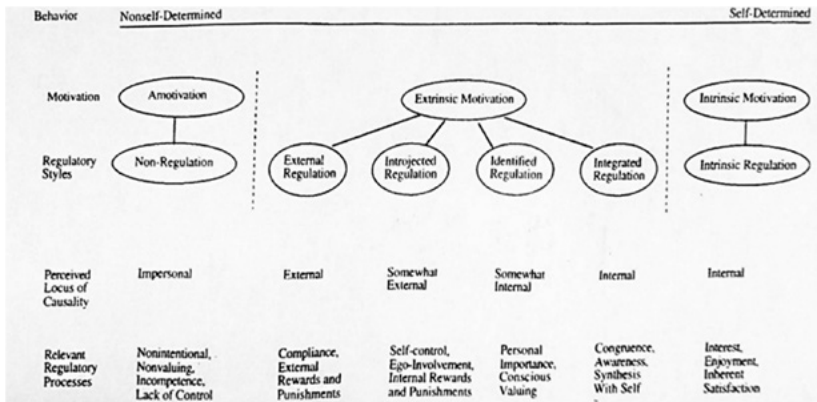 Behavior Nonself-Determined Self-Determined
Motivation Amotivation Extrinsic Motivation Intrinsic Motivation
Regulatory Styles
Non-Regulation
External Regulation
Introjected Regulation
Identified Regulation
Integrated Regulation
Intrinsic Regulation
Perceived Locus of Causality
Impersonal
External
Somewhat External
Somewhat Internal
Internal
Internal
Relevant Regulatory Processes
Nonintentional, Nonvaluing, Incompetence, Lack of Control
Compliance, External Rewards and Punishments
Self-control, Ego-Involvement, Internal Rewards and Punishments
Personal Importance, Conscious Valuing
Congruence, Awareness, Synthesis With Self
Interest, Enjoyment, Inherent Satisfaction